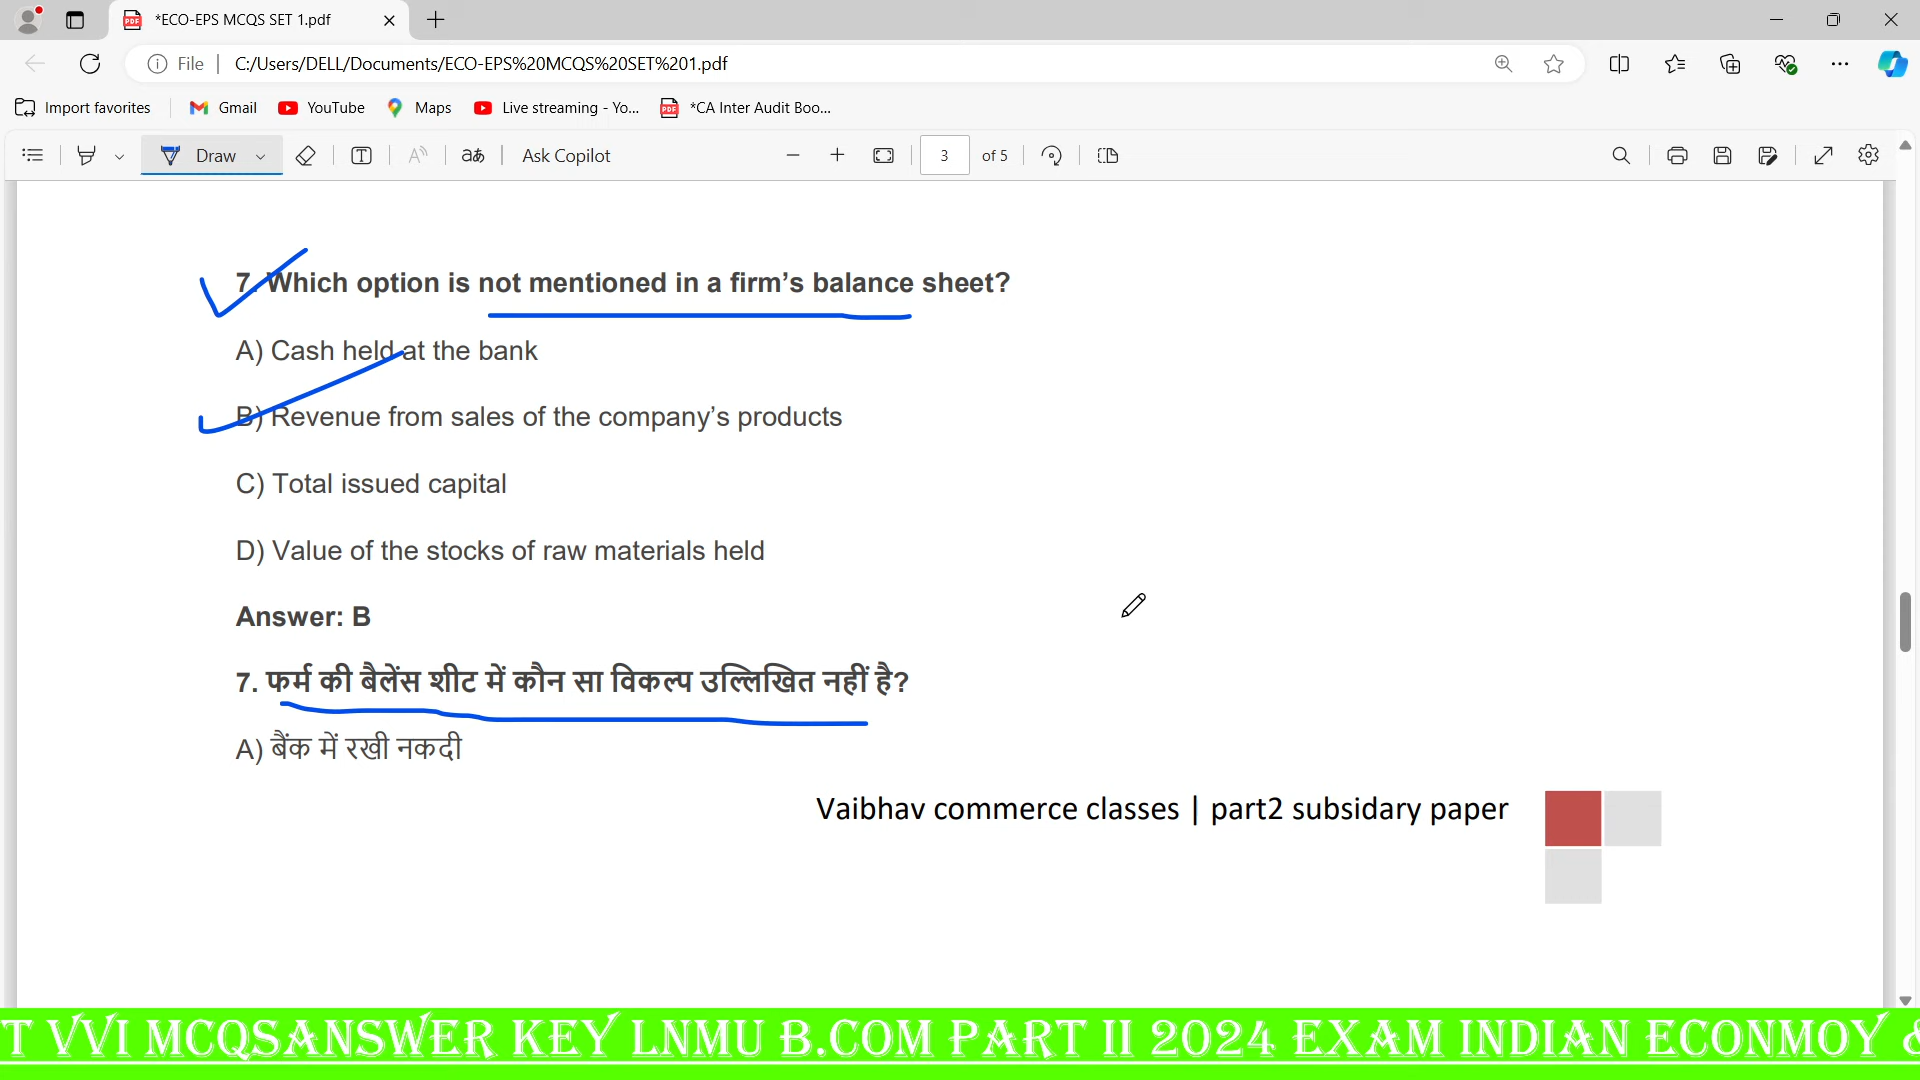 *ECO-EPS MCQS SET 1.pdf
File | C:/Users/DELL/Documents/ECO-EPS%20MCQS%20SET%201.pdf
Import favorites Gmail YouTube Maps Live streaming - Yo... *CA Inter Audit Boo...
Draw Ask Copilot 3 of 5
7. Which option is not mentioned in a firm’s balance sheet?
A) Cash held at the bank
B) Revenue from sales of the company’s products
C) Total issued capital
D) Value of the stocks of raw materials held
Answer: B
7. फर्म की बैलेंस शीट में कौन सा विकल्प उल्लिखित नहीं है?
A) बैंक में रखी नकदी
Vaibhav commerce classes | part2 subsidary paper
T VVI MCQSANSWER KEY LNMU B.COM PART II 2024 EXAM INDIAN ECONMOY &